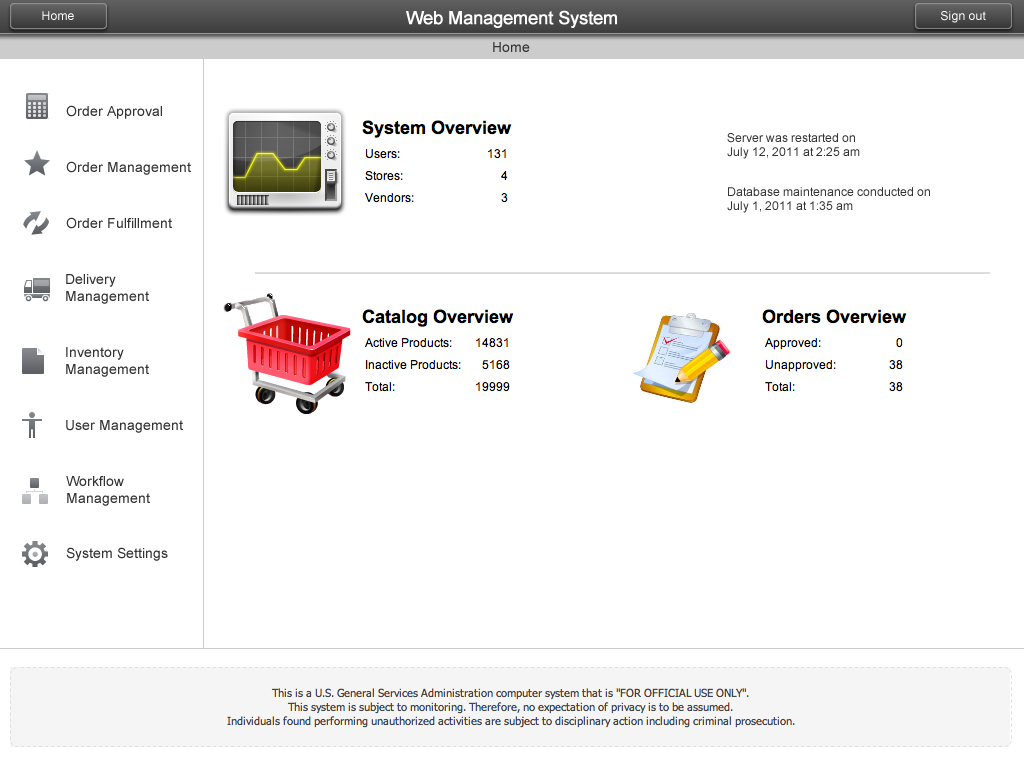 Home
Web Management System
Sign out
Home
Order Approval
Order Management
Order Fulfillment
Delivery
Management
Inventory
Management
User Management
Workflow
Management
System Settings
System Overview
Users: 131
Stores: 4
Vendors: 3
Server was restarted on
July 12, 2011 at 2:25 am
Database maintenance conducted on
July 1, 2011 at 1:35 am
Catalog Overview
Active Products: 14831
Inactive Products: 5168
Total: 19999
Orders Overview
Approved: 0
Unapproved: 38
Total: 38
This is a U.S. General Services Administration computer system that is "FOR OFFICIAL USE ONLY".
This system is subject to monitoring. Therefore, no expectation of privacy is to be assumed.
Individuals found performing unauthorized activities are subject to disciplinary action including criminal prosecution.